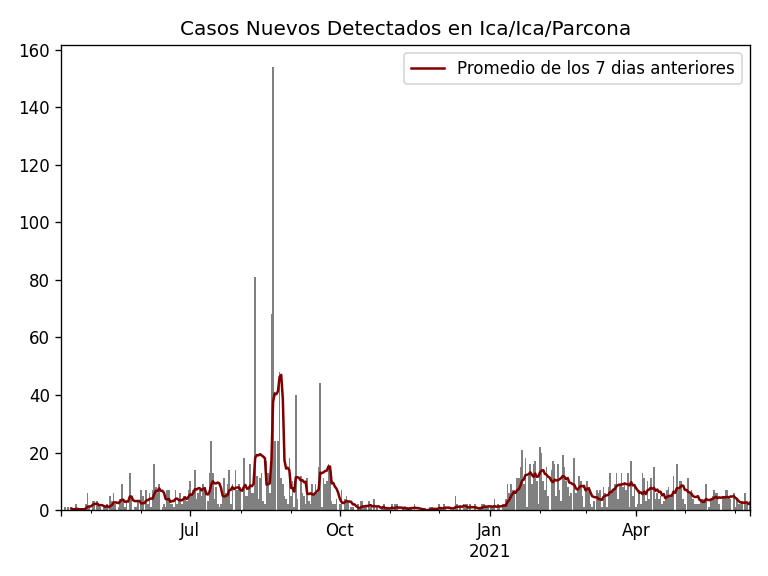 Casos Nuevos Detectados en Ica/Ica/Parcona
Promedio de los 7 dias anteriores
160
140
120
100
80
60
40
20
0
Jul
Oct
Jan
Apr
2021